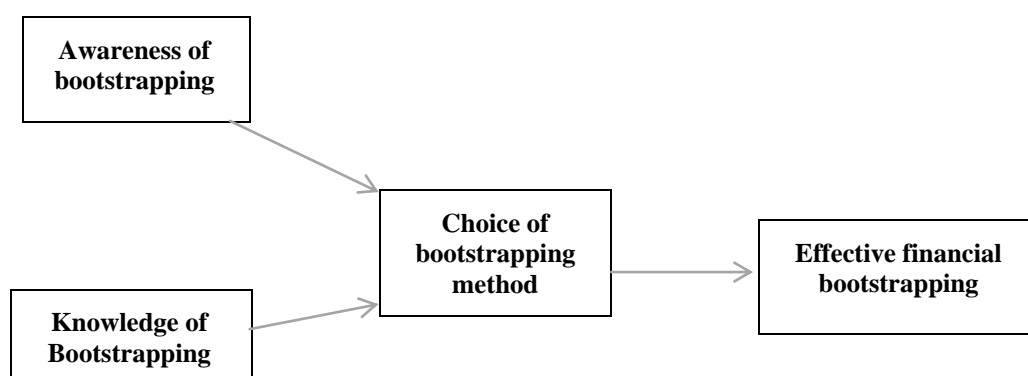 Awareness of
bootstrapping
Choice of
bootstrapping
method
Effective financial
bootstrapping
Knowledge of
Bootstrapping